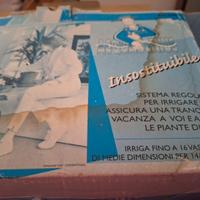 Insostituibile
SISTEMA REGOL
PER IRRIGARE
ASSICURA UNA TRANQ
VACANZA A VOI E A
LE PIANTE DI
IRRIGA FINO A 16 VAS
DI MEDIE DIMENSIONI PER 14